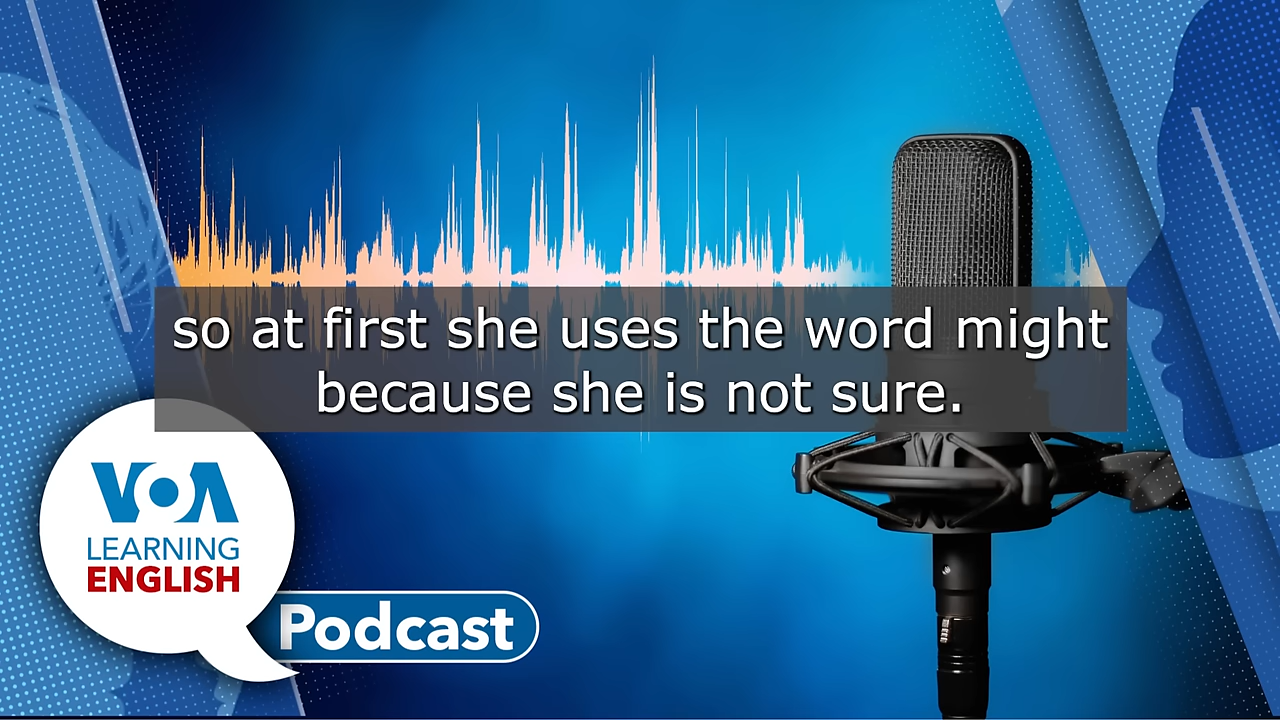 so at first she uses the word might
because she is not sure.
VOA
LEARNING
ENGLISH
Podcast